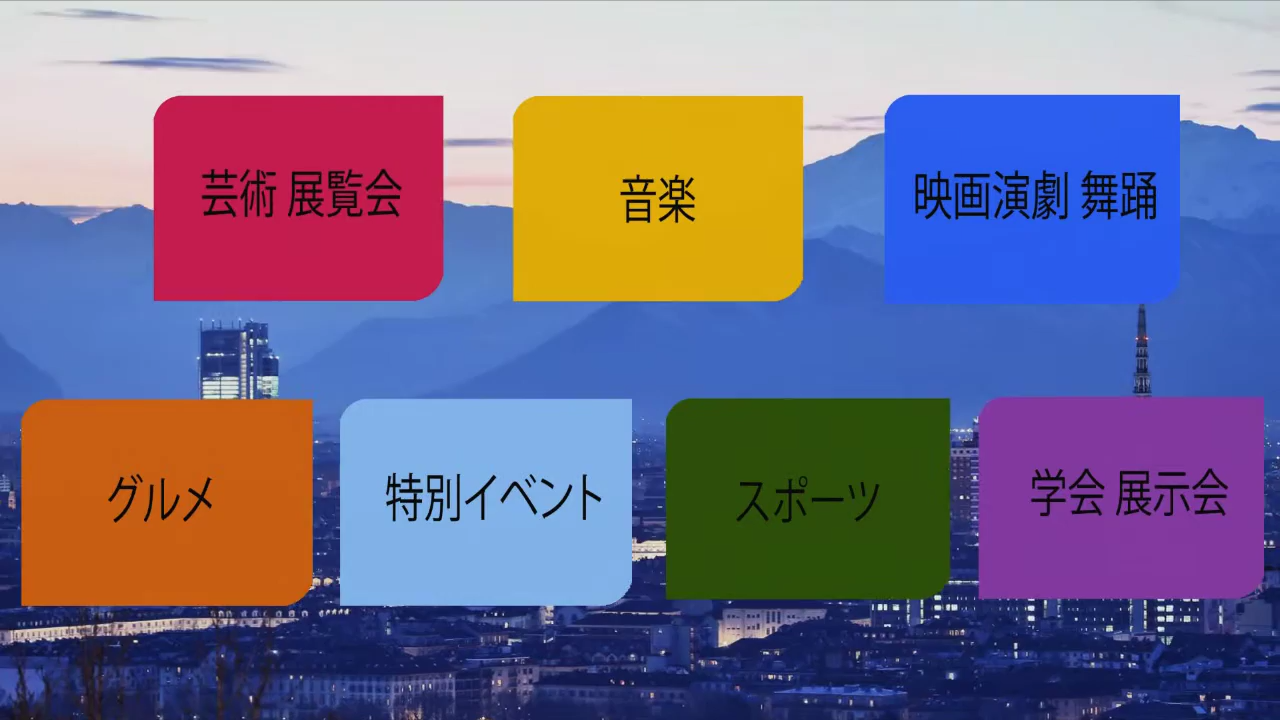 芸術 展覧会
音楽
映画演劇 舞踊
グルメ
特別イベント
スポーツ
学会 展示会